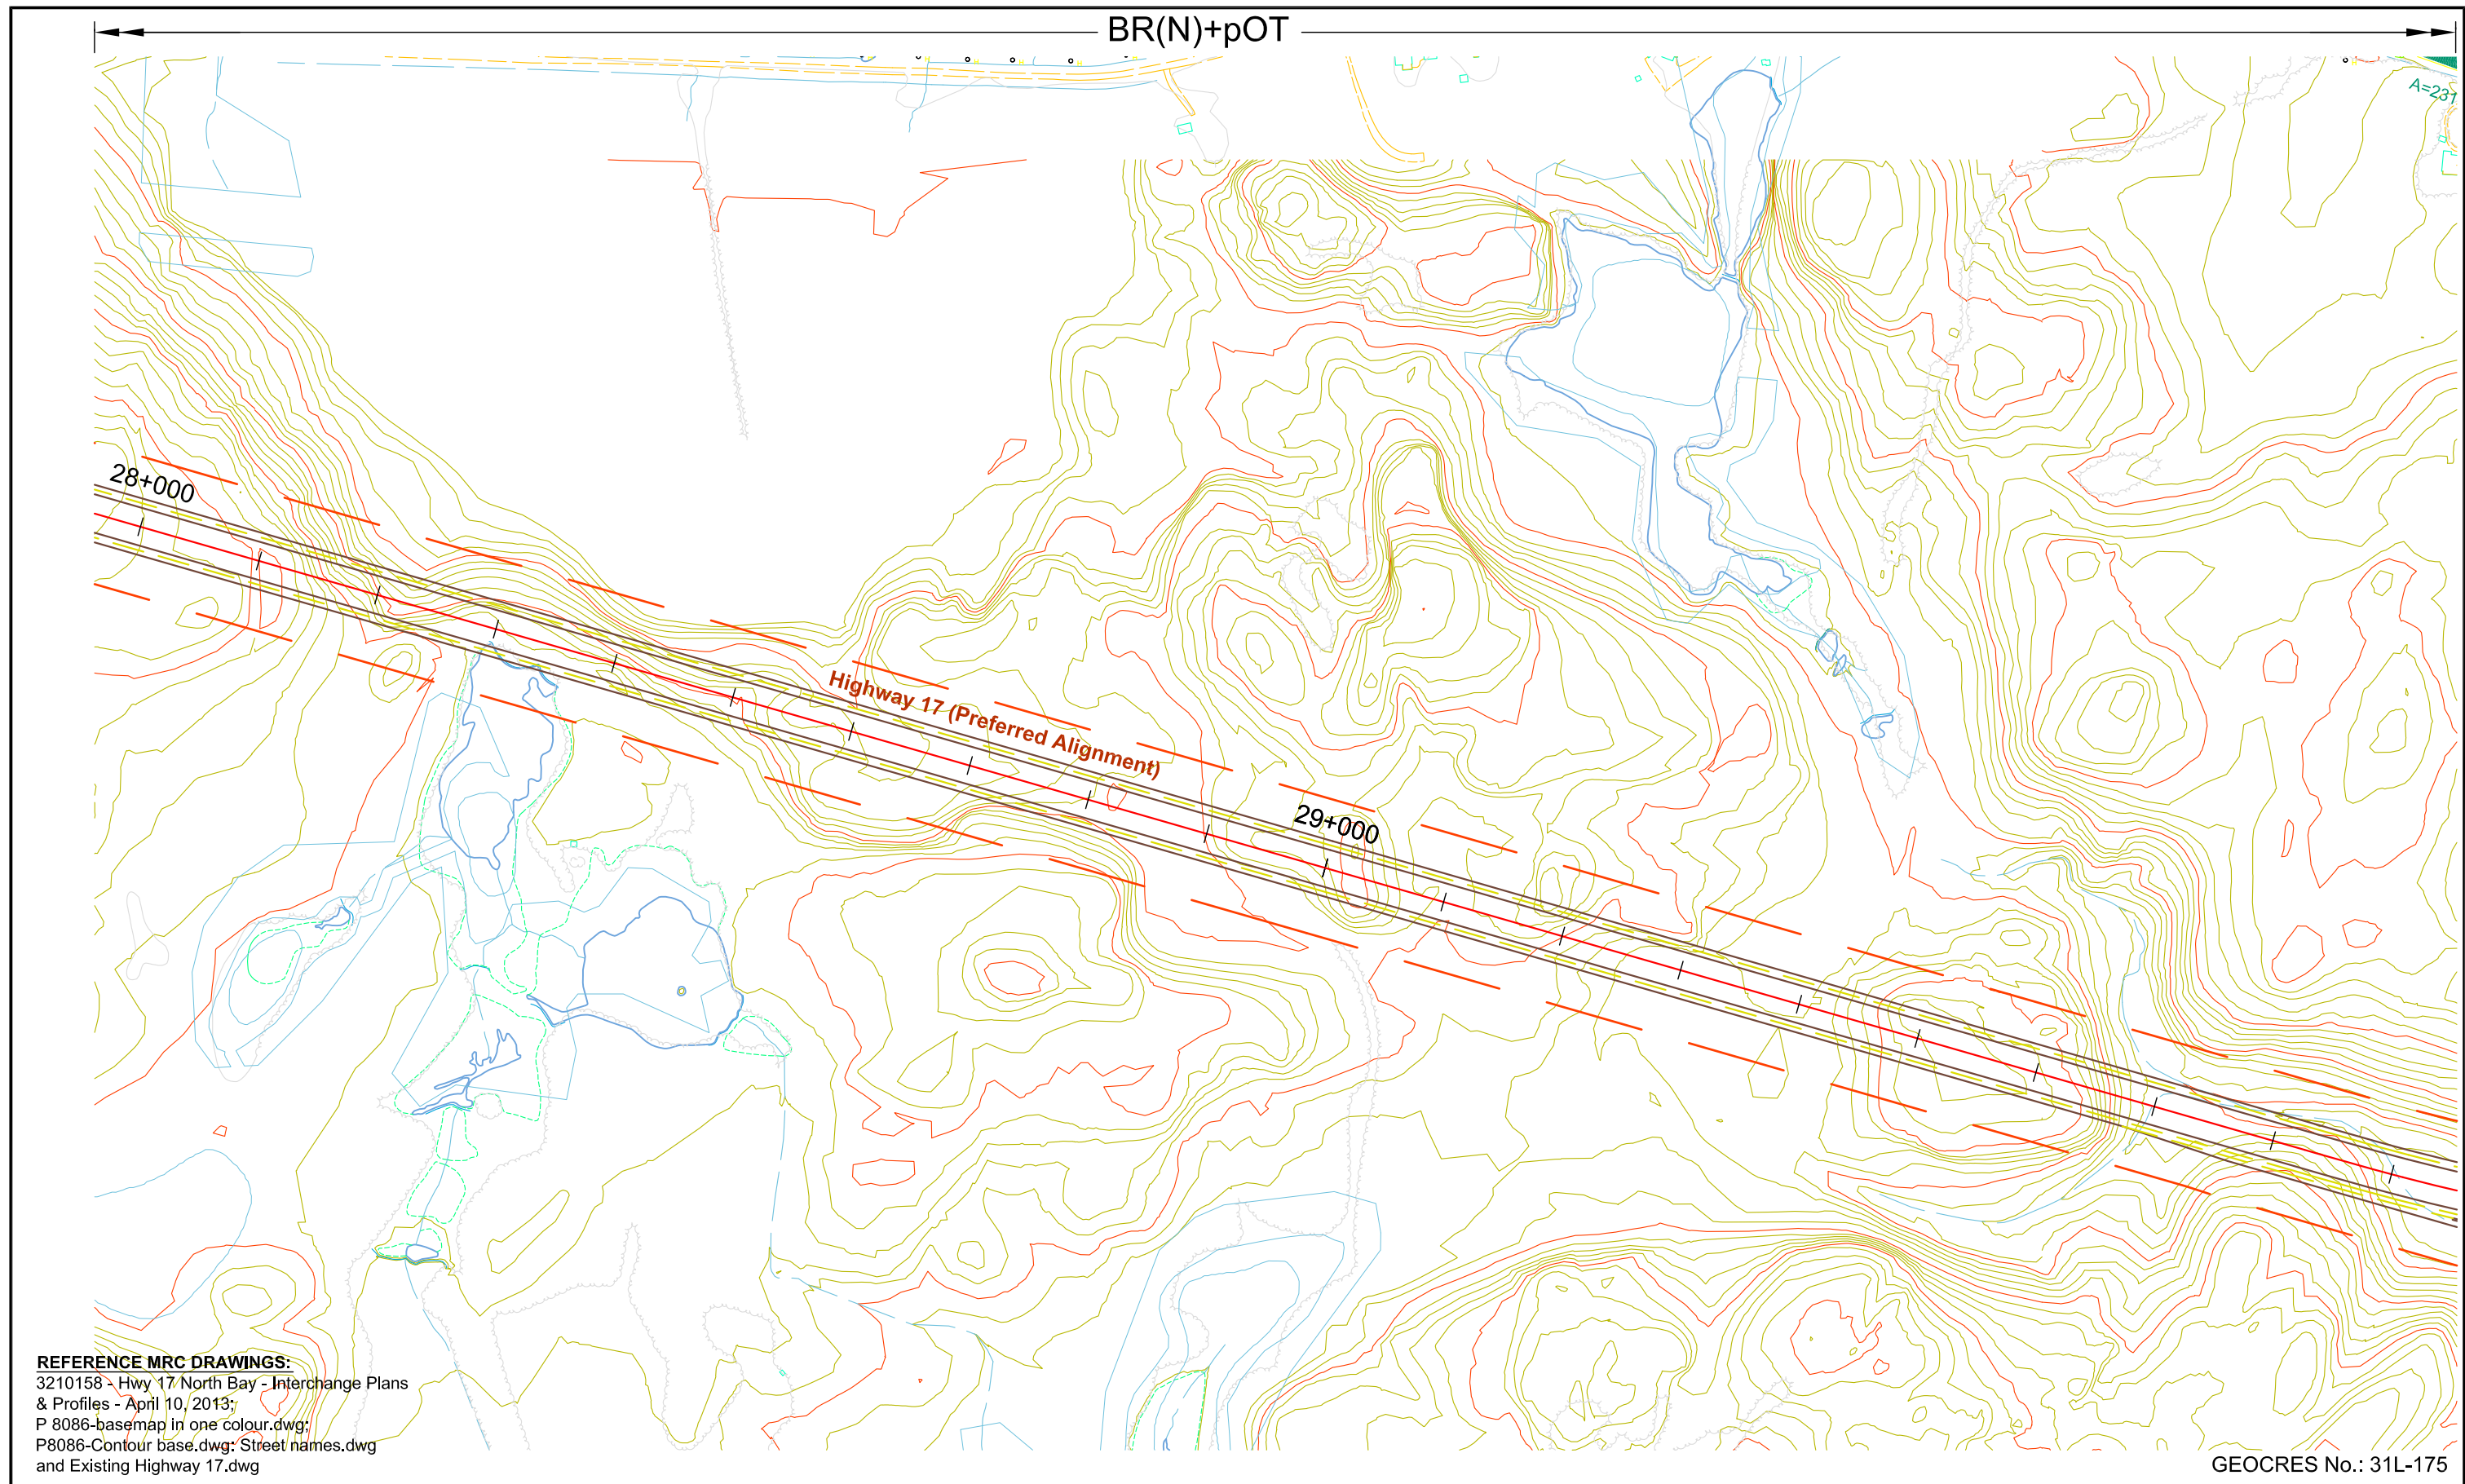 BR(N)+pOT
A=231
28+000
Highway 17 (Preferred Alignment)
29+000
REFERENCE MRC DRAWINGS:
3210158 - Hwy 17 North Bay - Interchange Plans
& Profiles - April 10, 2013;
P 8086-basemap in one colour.dwg;
P8086-Contour base.dwg; Street names.dwg
and Existing Highway 17.dwg
GEOCRES No.: 31L-175